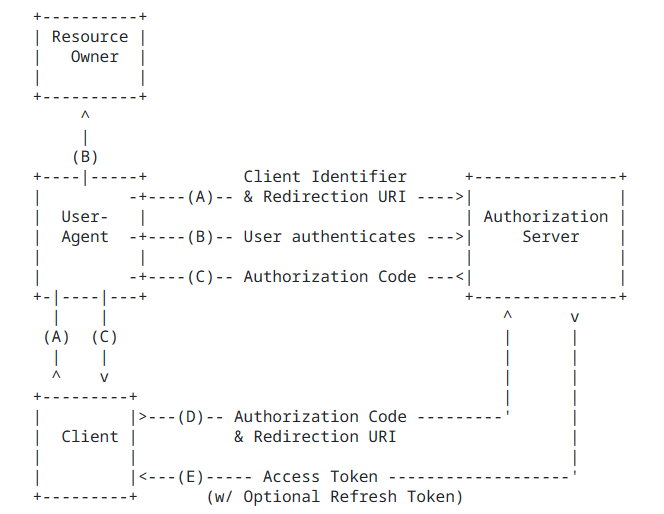 +----------+
| Resource |
|   Owner  |
|          |
+----------+
     ^
     |
    (B)
+----|-----+          Client Identifier      +---------------+
|         -+----(A)-- & Redirection URI ---->|               |
|  User-   |                                 | Authorization |
|  Agent  -+----(B)-- User authenticates --->|     Server    |
|          |                                 |               |
|         -+----(C)-- Authorization Code ---<|               |
+-|----|---+                                 +---------------+
  |    |                                         ^      v
 (A)  (C)                                        |      |
  |    |                                         |      |
  ^    v                                         |      |
+---------+                                      |      |
|         |>---(D)-- Authorization Code ---------'      |
|  Client |          & Redirection URI                  |
|         |                                             |
|         |<---(E)----- Access Token -------------------'
+---------+       (w/ Optional Refresh Token)